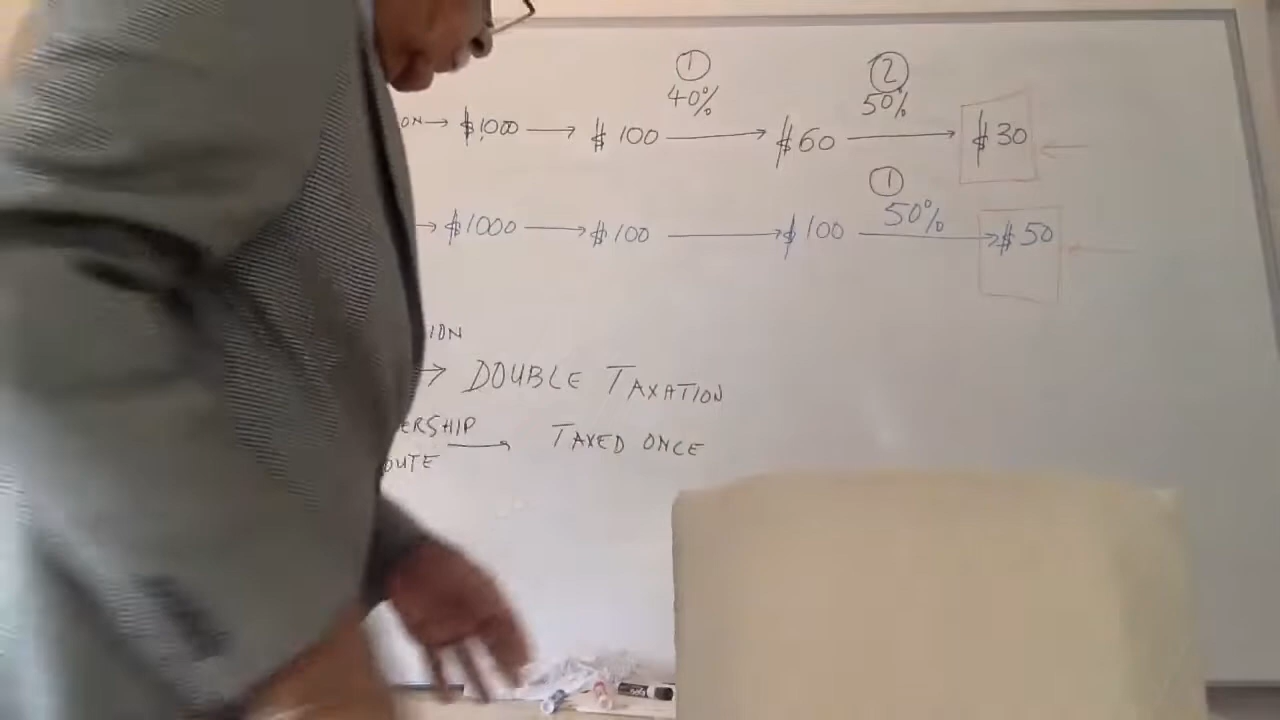 ① ②
40% 50%
ON → $1000 → $100 → $60 → $30
①
50%
→ $1000 → $100 → $100 → $50
ION
→ DOUBLE TAXATION
ERSHIP → TAXED ONCE
OUTE